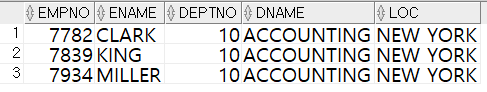 EMPNO ENAME DEPTNO DNAME LOC
1 7782 CLARK 10 ACCOUNTING NEW YORK
2 7839 KING 10 ACCOUNTING NEW YORK
3 7934 MILLER 10 ACCOUNTING NEW YORK